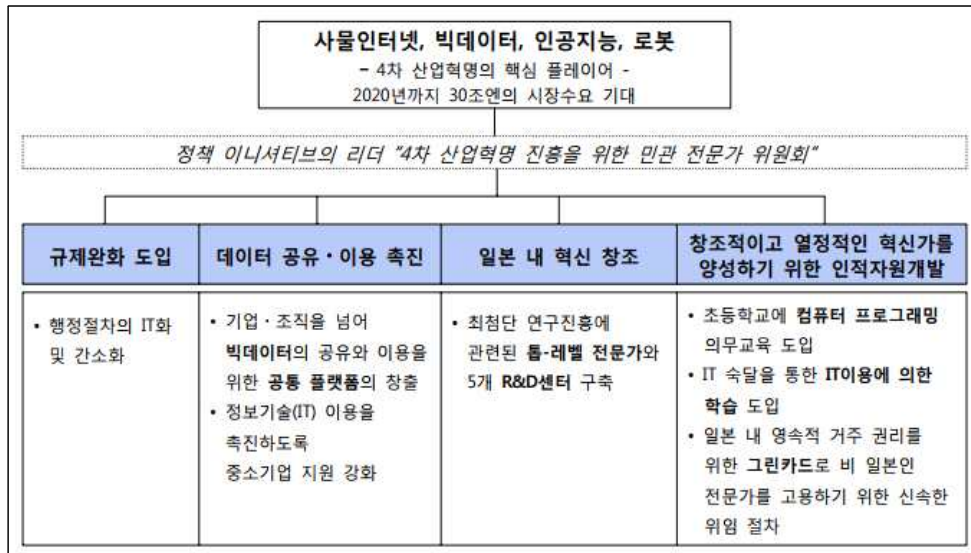 사물인터넷, 빅데이터, 인공지능, 로봇
– 4차 산업혁명의 핵심 플레이어 -
2020년까지 30조엔의 시장수요 기대
정책 이니셔티브의 리더 "4차 산업혁명 진흥을 위한 민관 전문가 위원회"
규제완화 도입
• 행정절차의 IT화
및 간소화
데이터 공유・이용 촉진
• 기업・조직을 넘어
빅데이터의 공유와 이용을
위한 공통 플랫폼의 창출
• 정보기술(IT) 이용을
촉진하도록
중소기업 지원 강화
일본 내 혁신 창조
• 최첨단 연구진흥에
관련된 톱-레벨 전문가와
5개 R&D센터 구축
창조적이고 열정적인 혁신가를
양성하기 위한 인적자원개발
• 초등학교에 컴퓨터 프로그래밍
의무교육 도입
• IT 숙달을 통한 IT이용에 의한
학습 도입
• 일본 내 영속적 거주 권리를
위한 그린카드로 비 일본인
전문가를 고용하기 위한 신속한
위임 절차